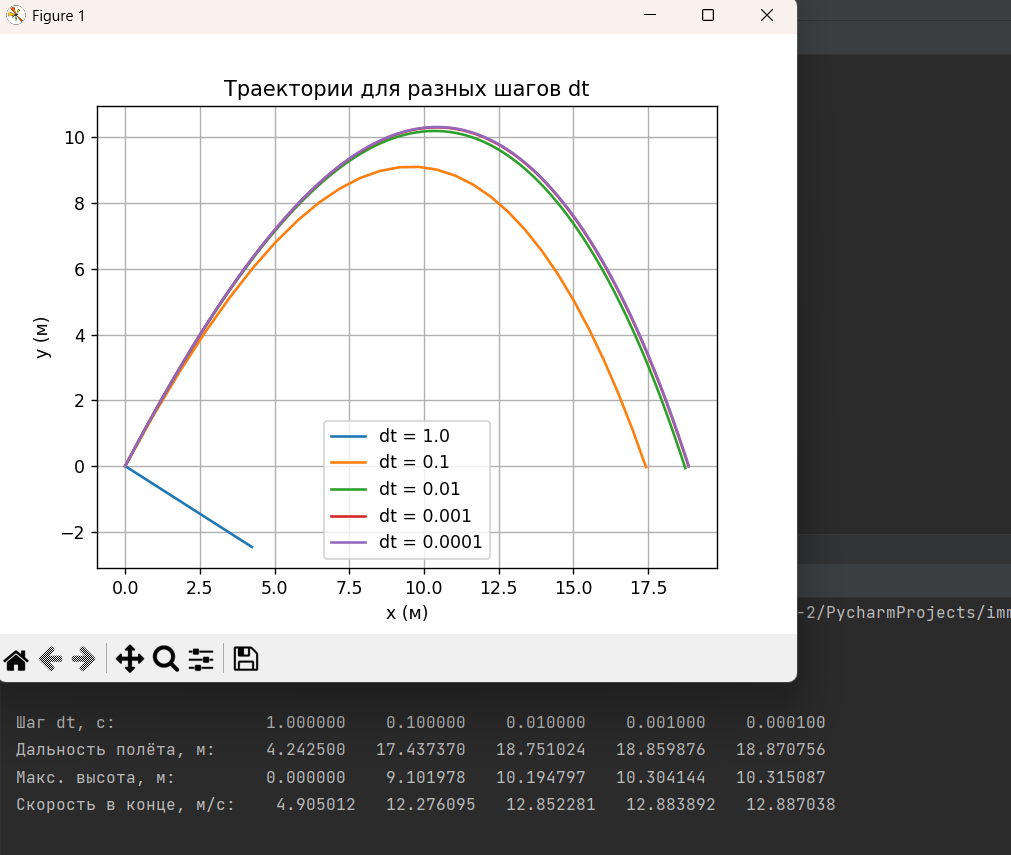 Figure 1
Траектории для разных шагов dt
10
8
6
4
2
0
−2
y (м)
dt = 1.0
dt = 0.1
dt = 0.01
dt = 0.001
dt = 0.0001
0.0 2.5 5.0 7.5 10.0 12.5 15.0 17.5
x (м)
-2/PycharmProjects/imm
Шаг dt, с: 1.000000 0.100000 0.010000 0.001000 0.000100
Дальность полёта, м: 4.242500 17.437370 18.751024 18.859876 18.870756
Макс. высота, м: 0.000000 9.101978 10.194797 10.304144 10.315087
Скорость в конце, м/с: 4.905012 12.276095 12.852281 12.883892 12.887038